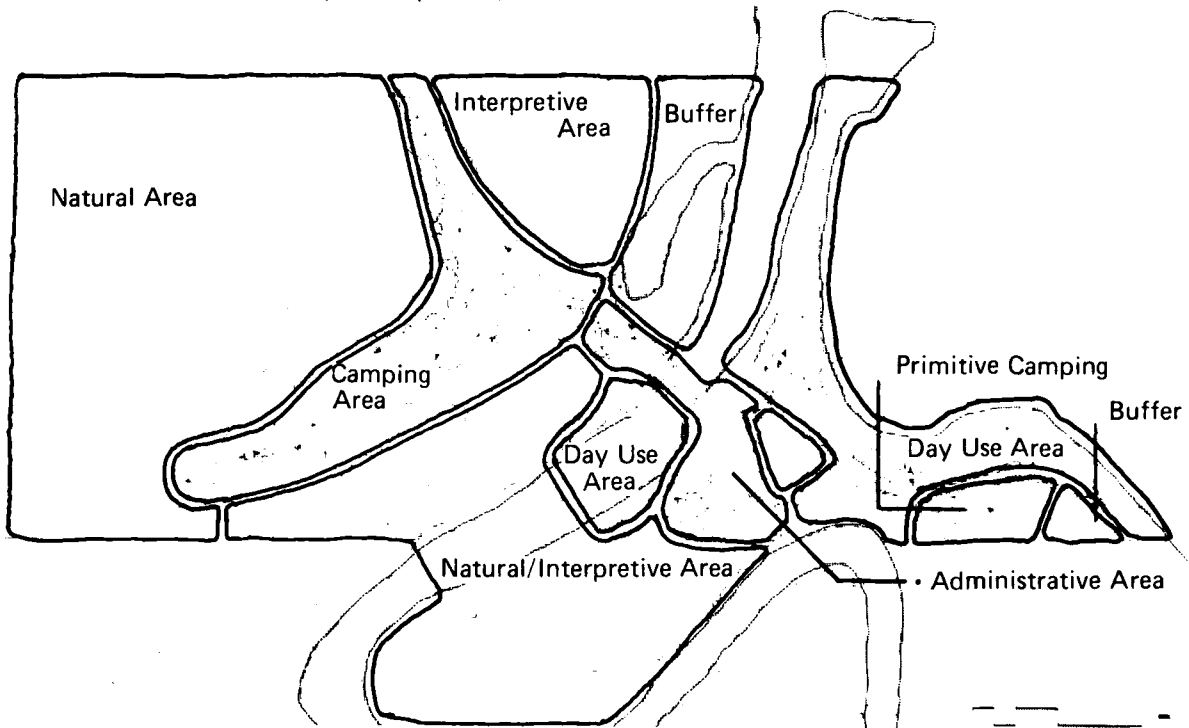 Interpretive
Area
Buffer
Natural Area
Camping
Area
Primitive Camping
Buffer
Day Use
Area
Day Use Area
Natural/Interpretive Area
Administrative Area